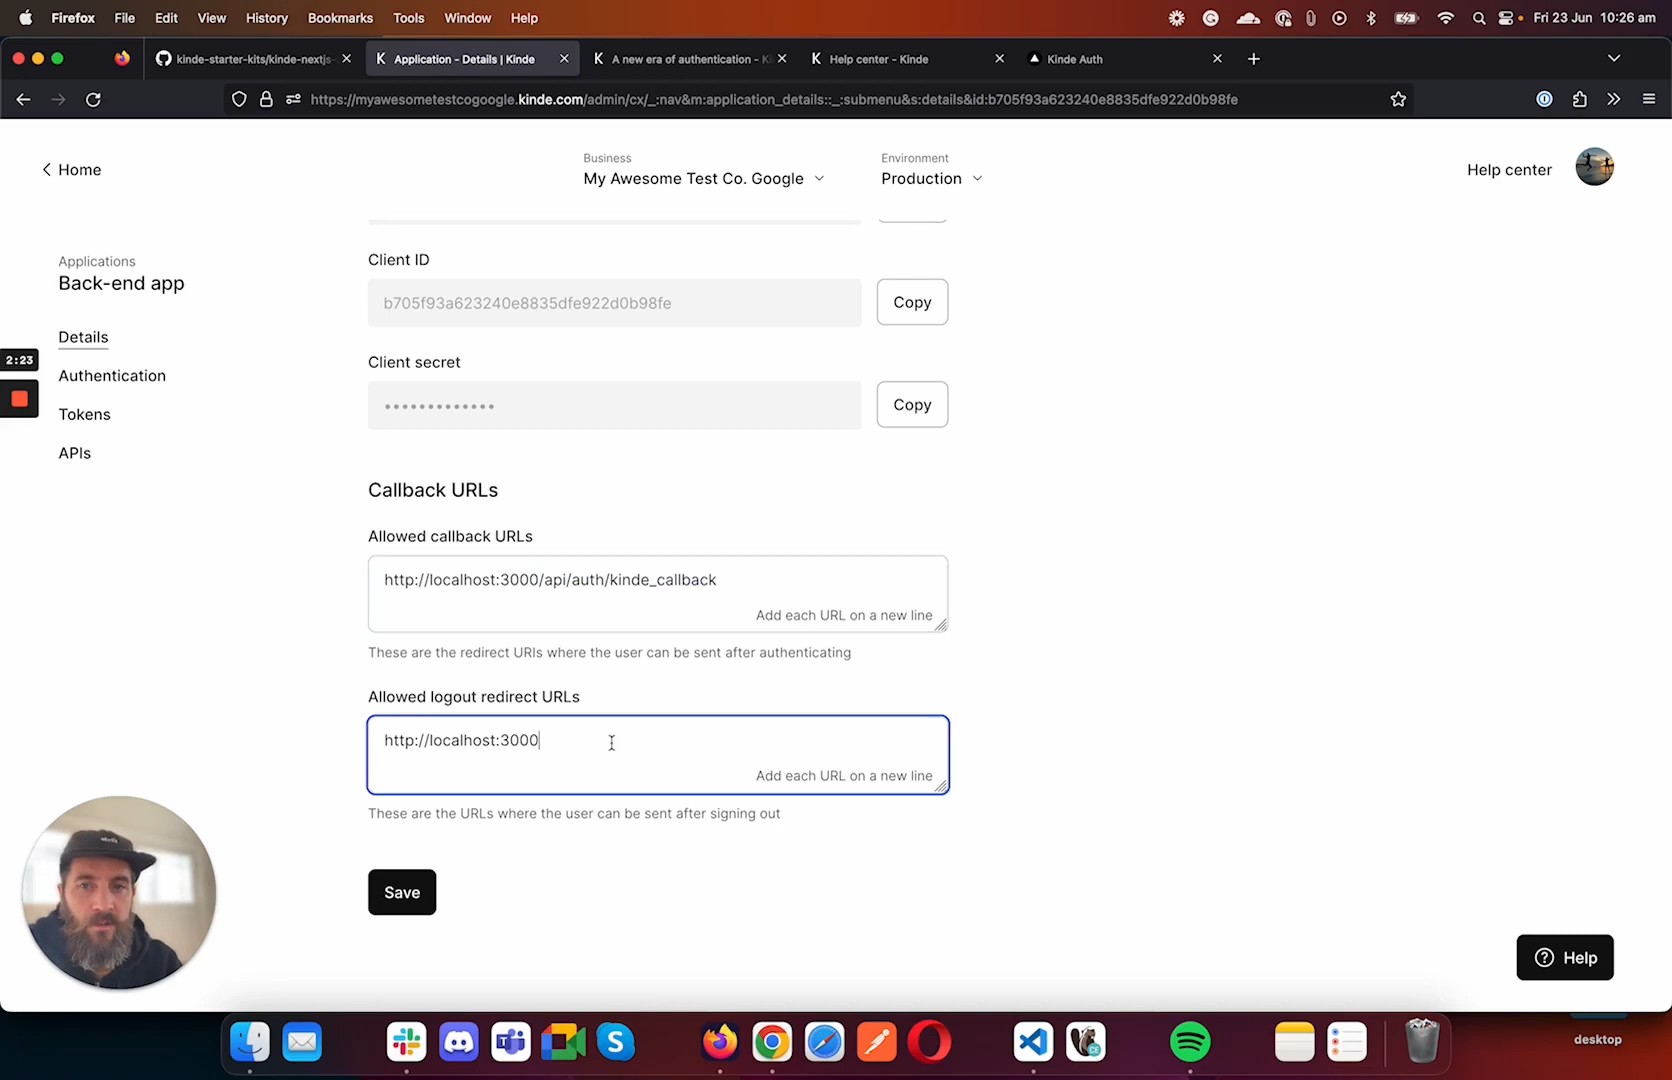 Firefox File Edit View History Bookmarks Tools Window Help
Fri 23 Jun 10:26 am
kinde-starter-kits/kinde-nextjs-
Application - Details | Kinde
A new era of authentication - K
Help center - Kinde
Kinde Auth
https://myawesometestcogoogle.kinde.com/admin/cx/_:nav&m:application_details::_:submenu&s:details&id:b705f93a623240e8835dfe922d0b98fe
Home
Business
My Awesome Test Co. Google
Environment
Production
Help center
Applications
Back-end app
Details
Authentication
Tokens
APIs
2:23
Client ID
b705f93a623240e8835dfe922d0b98fe
Copy
Client secret
•••••••••••••
Copy
Callback URLs
Allowed callback URLs
http://localhost:3000/api/auth/kinde_callback
Add each URL on a new line
These are the redirect URIs where the user can be sent after authenticating
Allowed logout redirect URLs
http://localhost:3000
Add each URL on a new line
These are the URLs where the user can be sent after signing out
Save
Help
desktop